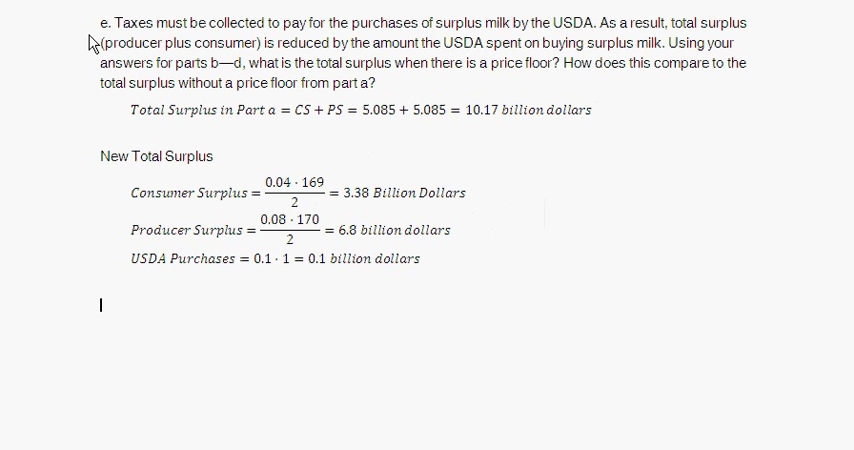 e. Taxes must be collected to pay for the purchases of surplus milk by the USDA. As a result, total surplus
(producer plus consumer) is reduced by the amount the USDA spent on buying surplus milk. Using your
answers for parts b—d, what is the total surplus when there is a price floor? How does this compare to the
total surplus without a price floor from part a?
Total Surplus in Part a = CS + PS = 5.085 + 5.085 = 10.17 billion dollars
New Total Surplus
Consumer Surplus = 0.04 · 169 / 2 = 3.38 Billion Dollars
Producer Surplus = 0.08 · 170 / 2 = 6.8 billion dollars
USDA Purchases = 0.1 · 1 = 0.1 billion dollars